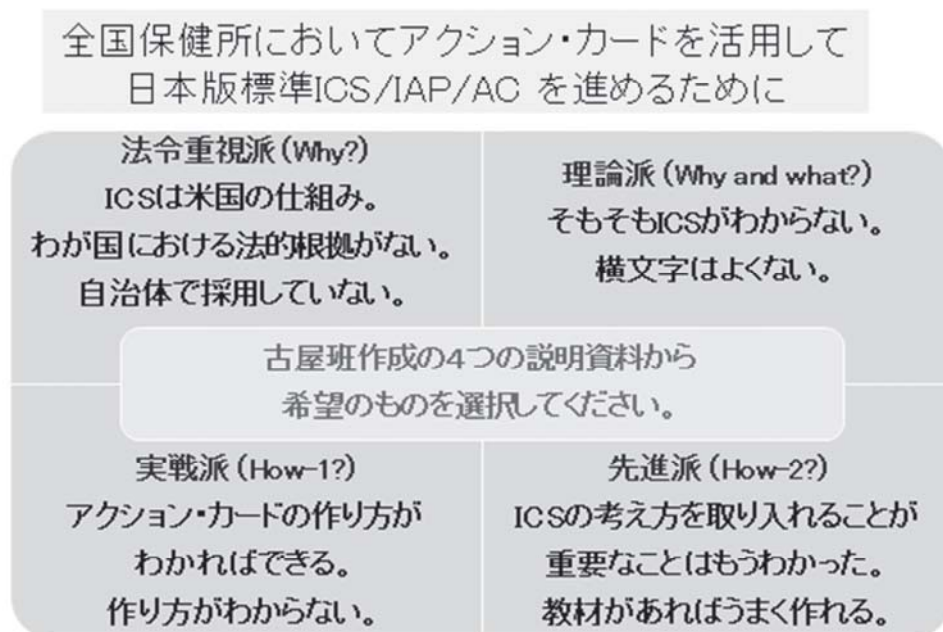 全国保健所においてアクション・カードを活用して
日本版標準ICS/IAP/AC を進めるために
法令重視派（Why?）
ICSは米国の仕組み。
わが国における法的根拠がない。
自治体で採用していない。
理論派（Why and what?）
そもそもICSがわからない。
横文字はよくない。
古屋班作成の4つの説明資料から
希望のものを選択してください。
実戦派（How-1?）
アクション・カードの作り方が
わかればできる。
作り方がわからない。
先進派（How-2?）
ICSの考え方を取り入れることが
重要なことはもうわかった。
教材があればうまく作れる。